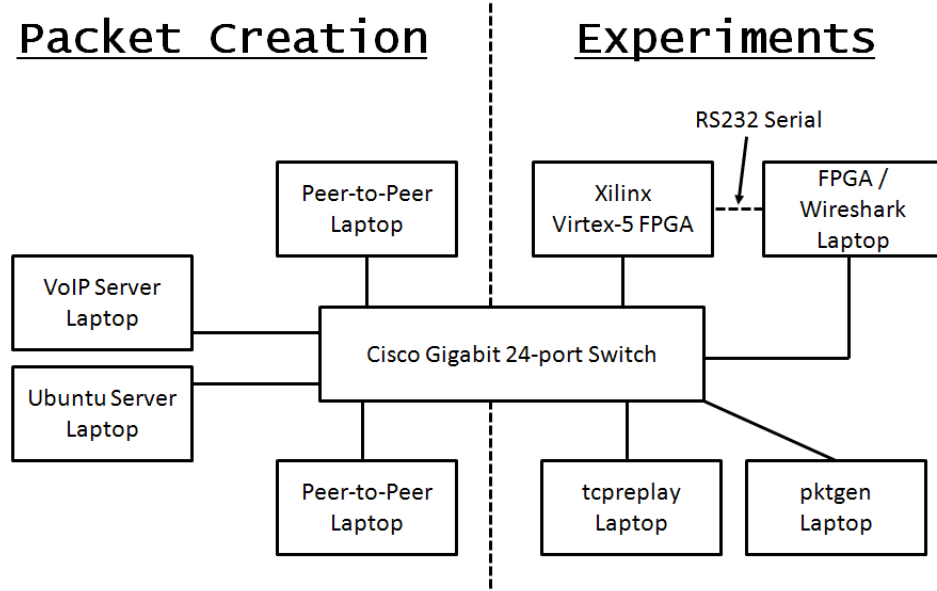 Packet Creation
Experiments
RS232 Serial
Peer-to-Peer
Laptop
Xilinx
Virtex-5 FPGA
FPGA /
Wireshark
Laptop
VoIP Server
Laptop
Cisco Gigabit 24-port Switch
Ubuntu Server
Laptop
Peer-to-Peer
Laptop
tcpreplay
Laptop
pktgen
Laptop